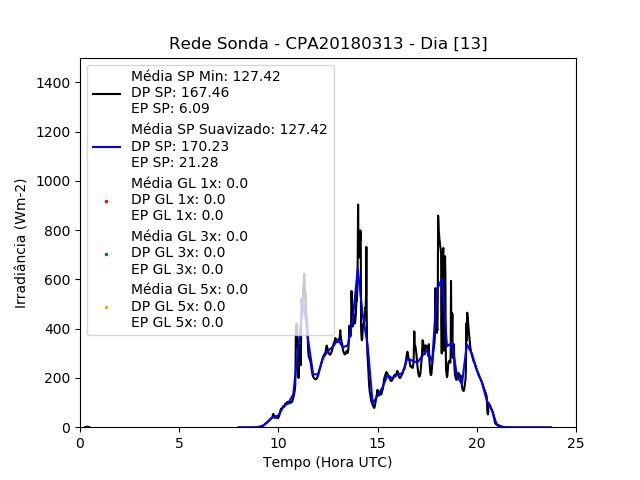 Rede Sonda - CPA20180313 - Dia [13]
Média SP Min: 127.42
DP SP: 167.46
EP SP: 6.09
Média SP Suavizado: 127.42
DP SP: 170.23
EP SP: 21.28
Média GL 1x: 0.0
DP GL 1x: 0.0
EP GL 1x: 0.0
Média GL 3x: 0.0
DP GL 3x: 0.0
EP GL 3x: 0.0
Média GL 5x: 0.0
DP GL 5x: 0.0
EP GL 5x: 0.0
Irradiância (Wm-2)
1400
1200
1000
800
600
400
200
0
0 5 10 15 20 25
Tempo (Hora UTC)